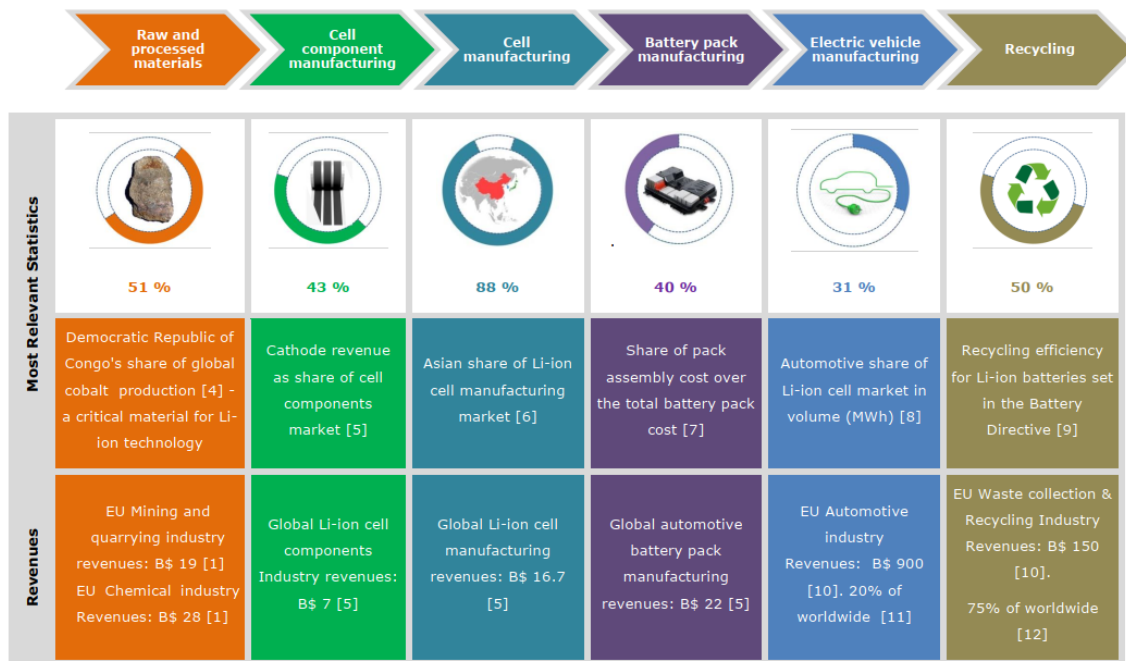 Raw and
processed
materials
Cell
component
manufacturing
Cell
manufacturing
Battery pack
manufacturing
Electric vehicle
manufacturing
Recycling
Most Relevant Statistics
51 %
43 %
88 %
40 %
31 %
50 %
Democratic Republic of
Congo's share of global
cobalt production [4] -
a critical material for Li-
ion technology
Cathode revenue
as share of cell
components
market [5]
Asian share of Li-ion
cell manufacturing
market [6]
Share of pack
assembly cost over
the total battery pack
cost [7]
Automotive share of
Li-ion cell market in
volume (MWh) [8]
Recycling efficiency
for Li-ion batteries set
in the Battery
Directive [9]
Revenues
EU Mining and
quarrying industry
revenues: B$ 19 [1]
EU Chemical industry
Revenues: B$ 28 [1]
Global Li-ion cell
components
Industry revenues:
B$ 7 [5]
Global Li-ion cell
manufacturing
revenues: B$ 16.7
[5]
Global automotive
battery pack
manufacturing
revenues: B$ 22 [5]
EU Automotive
industry
Revenues: B$ 900
[10]. 20% of
worldwide [11]
EU Waste collection &
Recycling Industry
Revenues: B$ 150
[10].
75% of worldwide
[12]